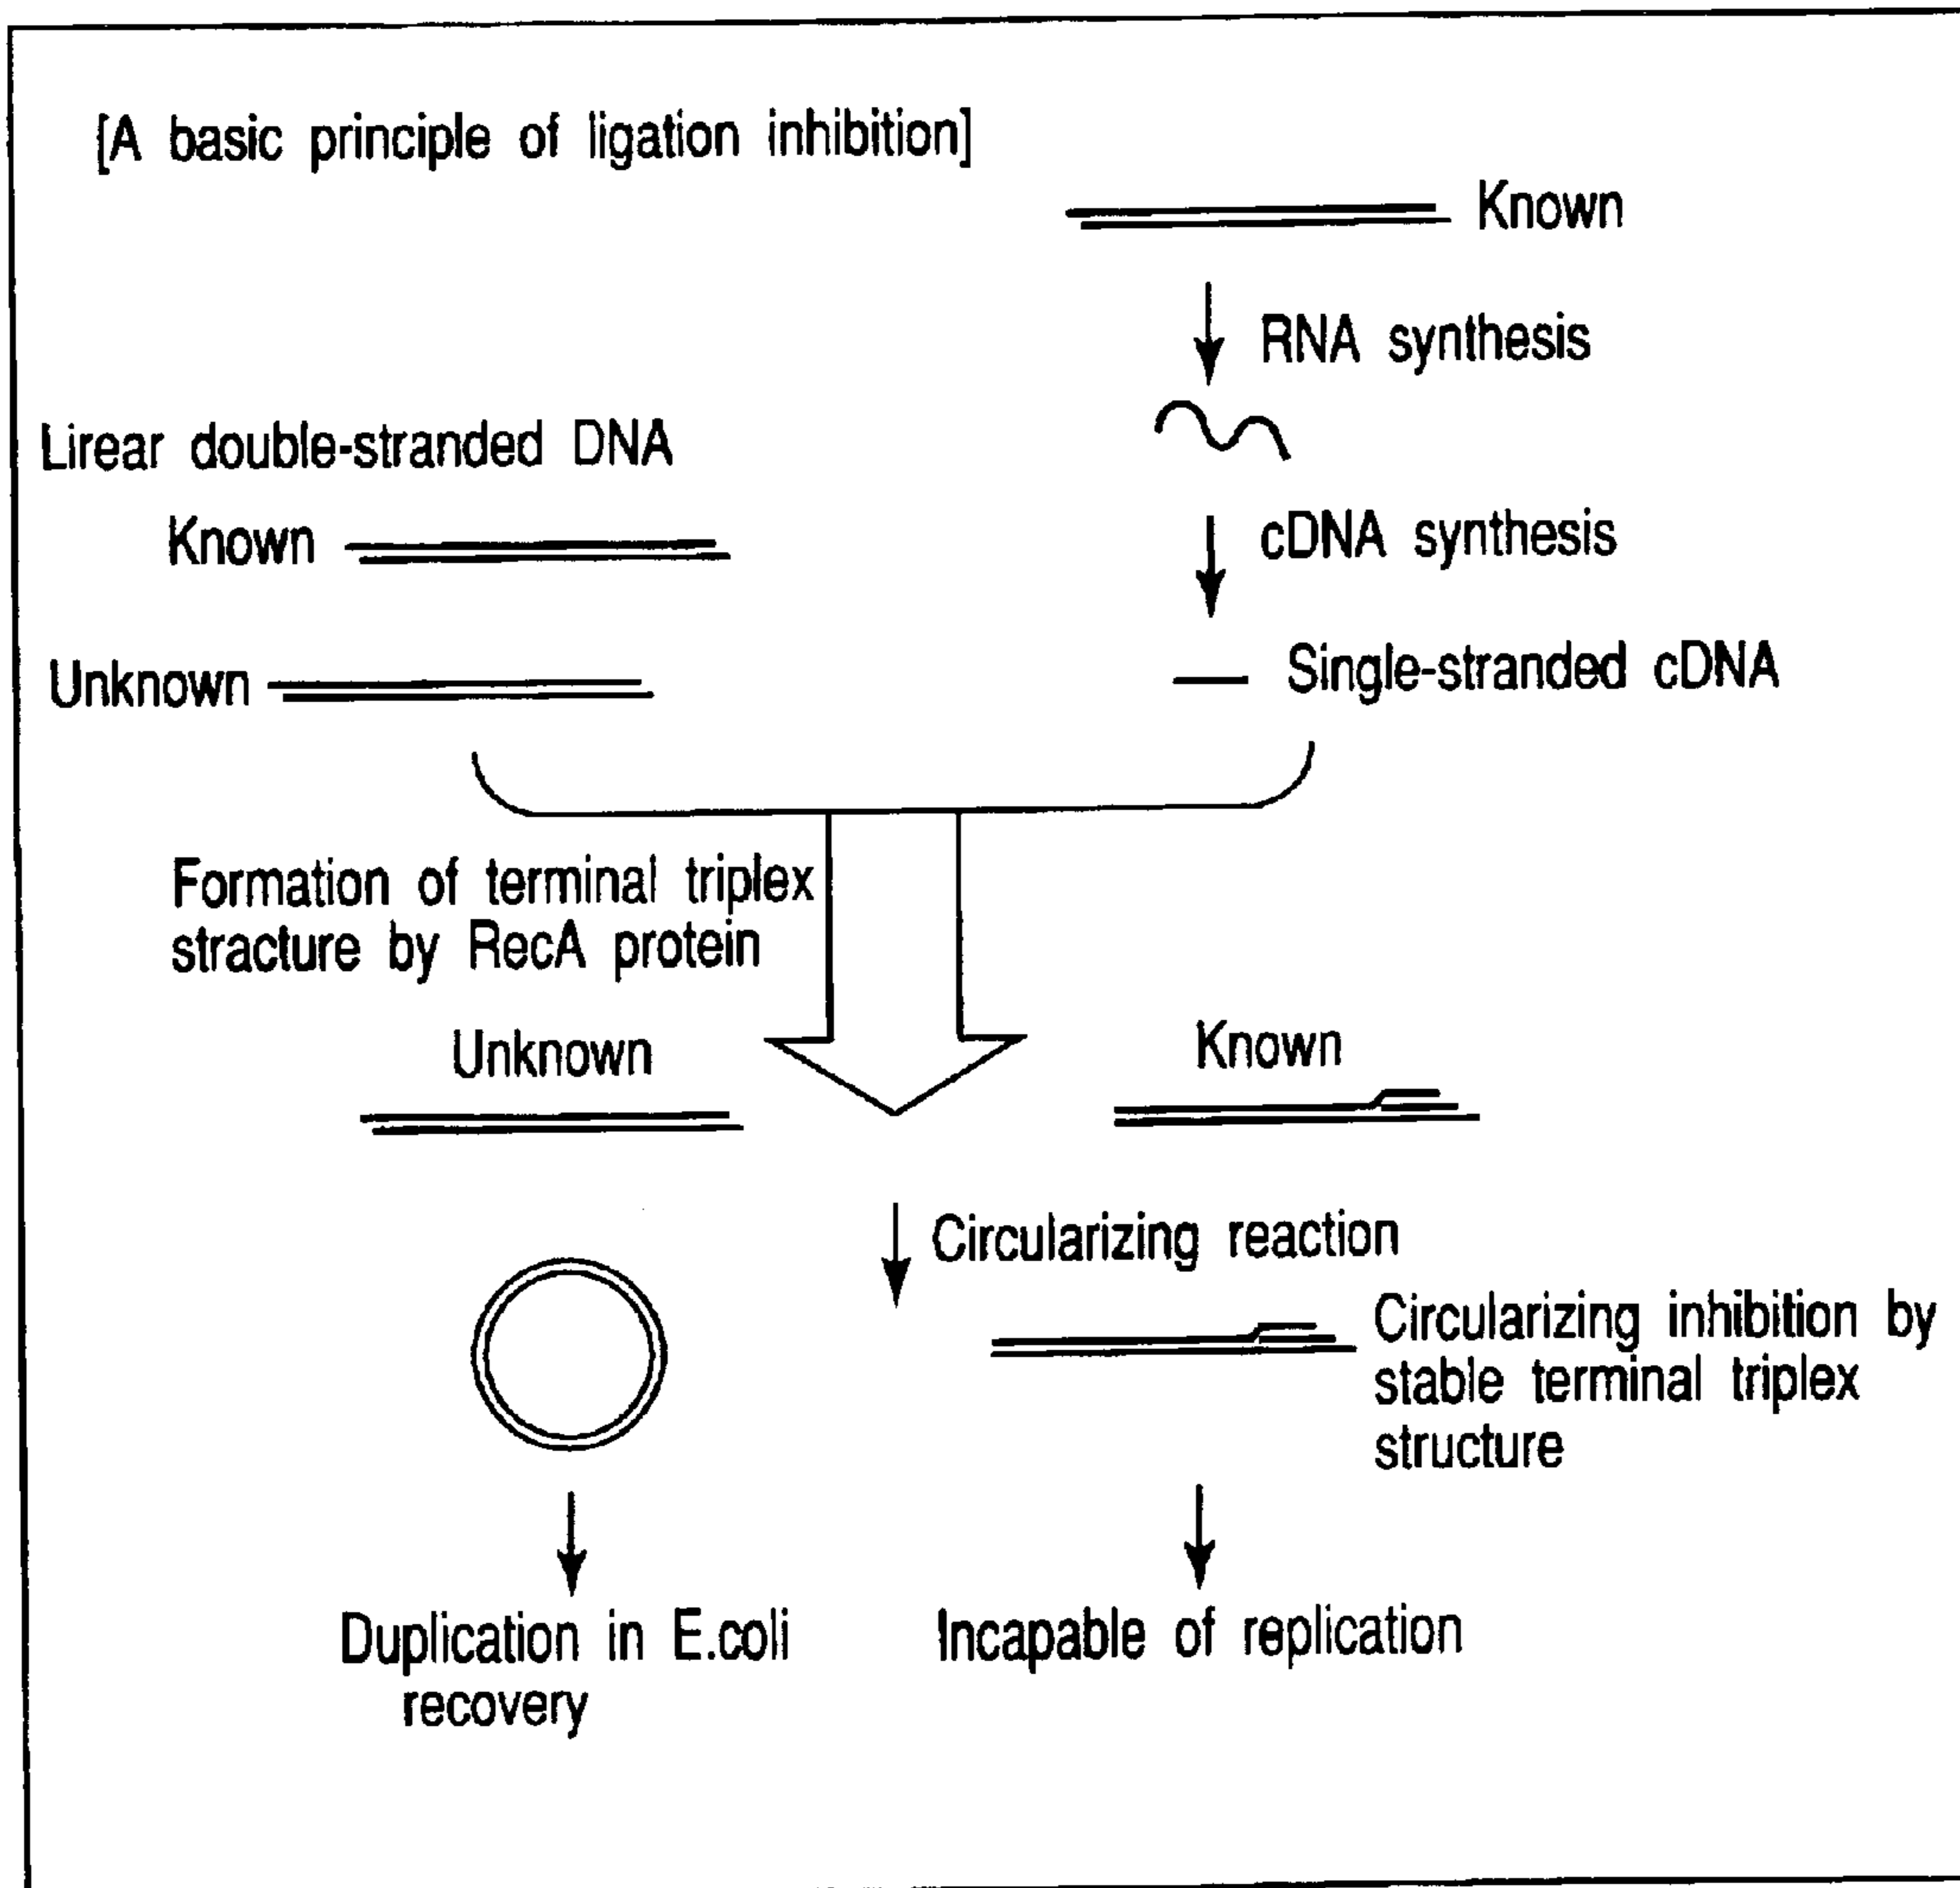 [A basic principle of ligation inhibition]
Known
RNA synthesis
Lirear double-stranded DNA
Known
cDNA synthesis
Unknown
Single-stranded cDNA
Formation of terminal triplex
stracture by RecA protein
Unknown
Known
Circularizing reaction
Circularizing inhibition by
stable terminal triplex
structure
Duplication in E.coli
recovery
Incapable of replication